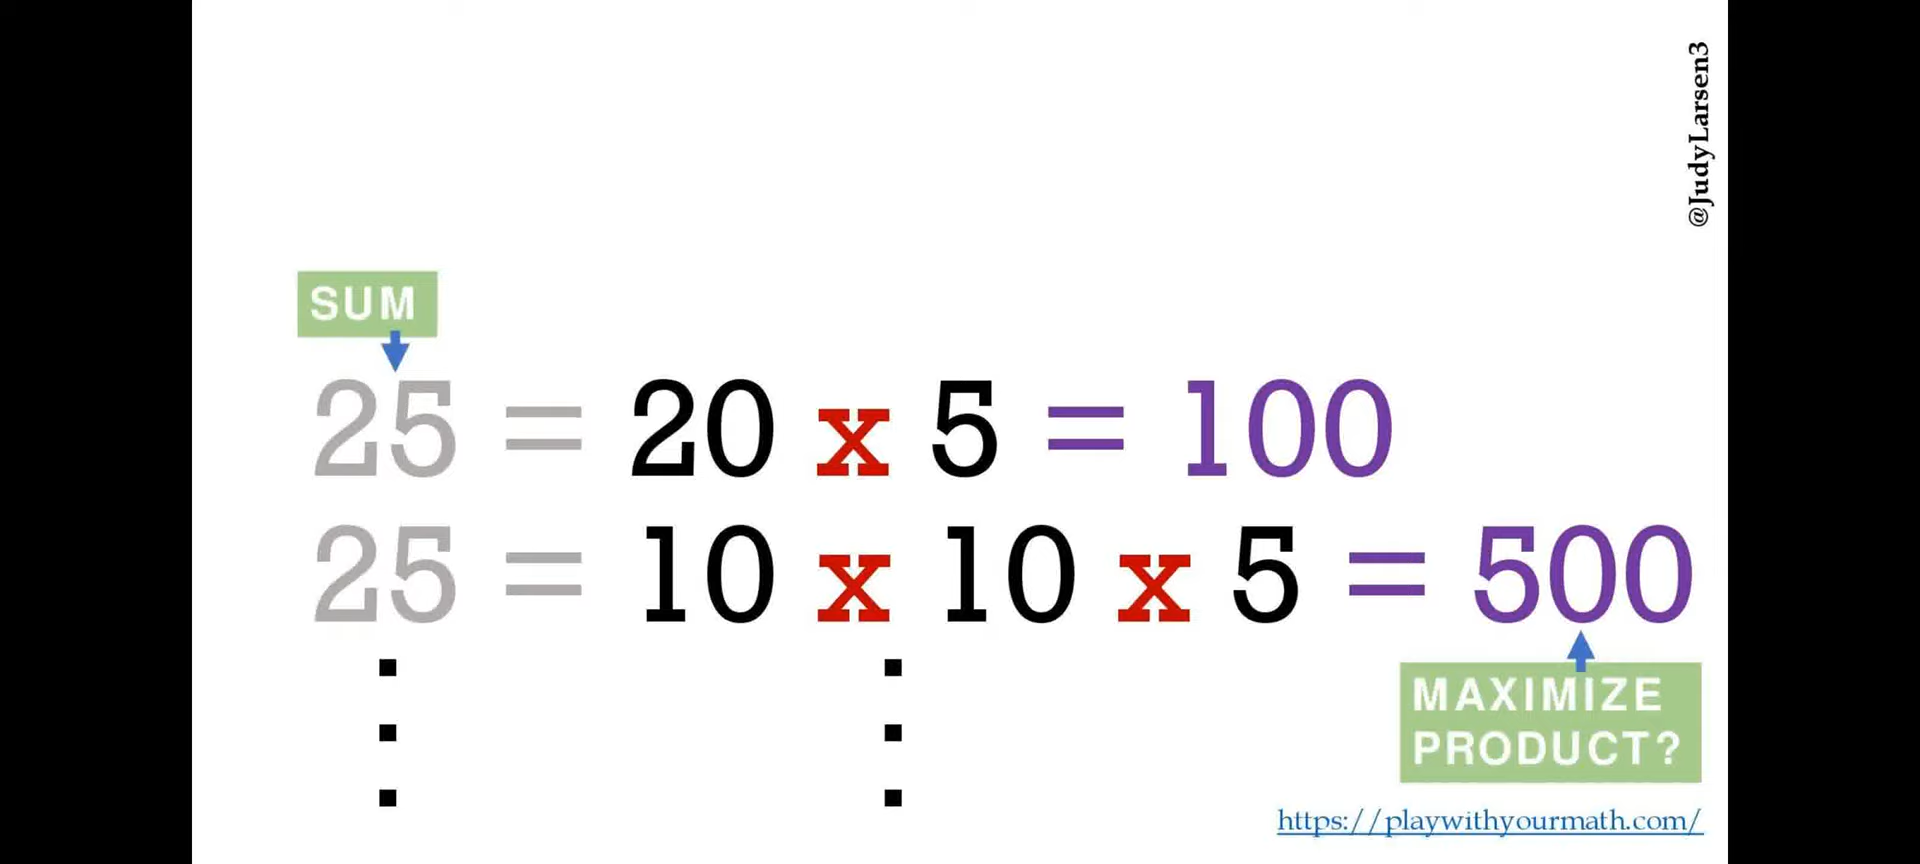 @JudyLarsen3
SUM
25 = 20 x 5 = 100
25 = 10 x 10 x 5 = 500
MAXIMIZE
PRODUCT?
https://playwithyourmath.com/